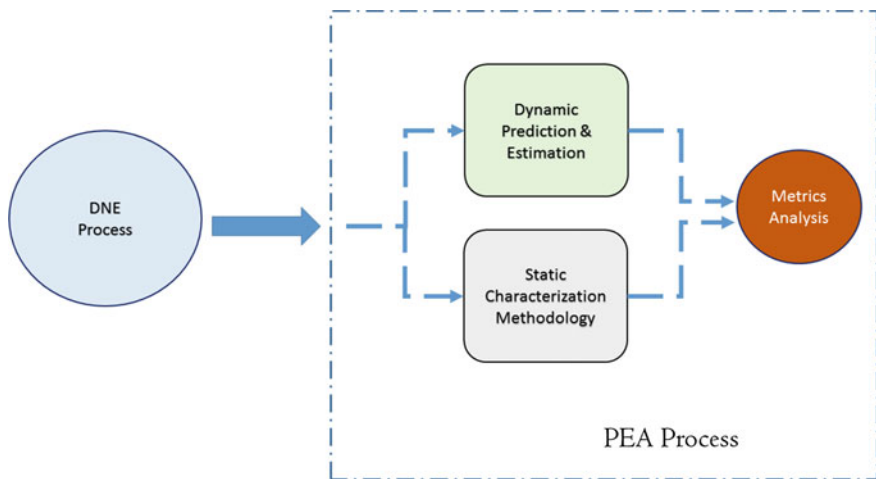 Dynamic
Prediction &
Estimation
DNE
Process
Metrics
Analysis
Static
Characterization
Methodology
PEA Process